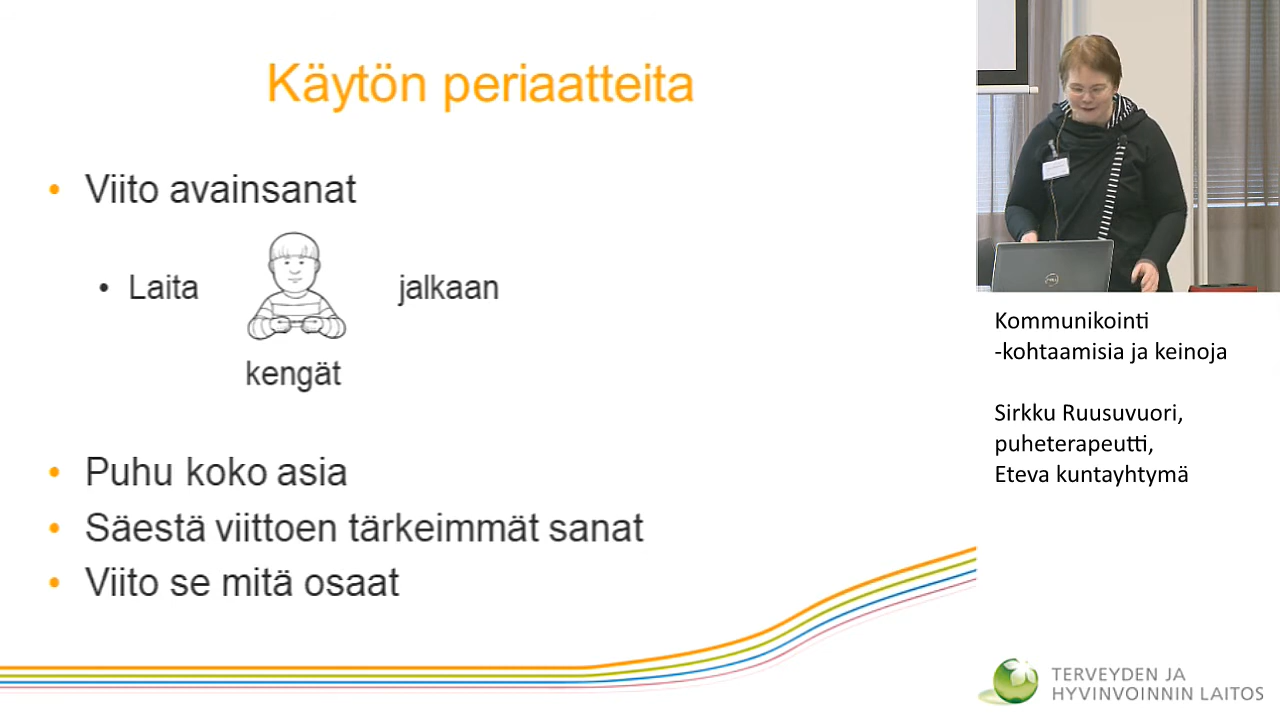 Käytön periaatteita
Viito avainsanat
Laita
jalkaan
kengät
Puhu koko asia
Säestä viittoen tärkeimmät sanat
Viito se mitä osaat
Kommunikointi
-kohtaamisia ja keinoja
Sirkku Ruusuvuori,
puheterapeutti,
Eteva kuntayhtymä
TERVEYDEN JA
HYVINVOINNIN LAITOS